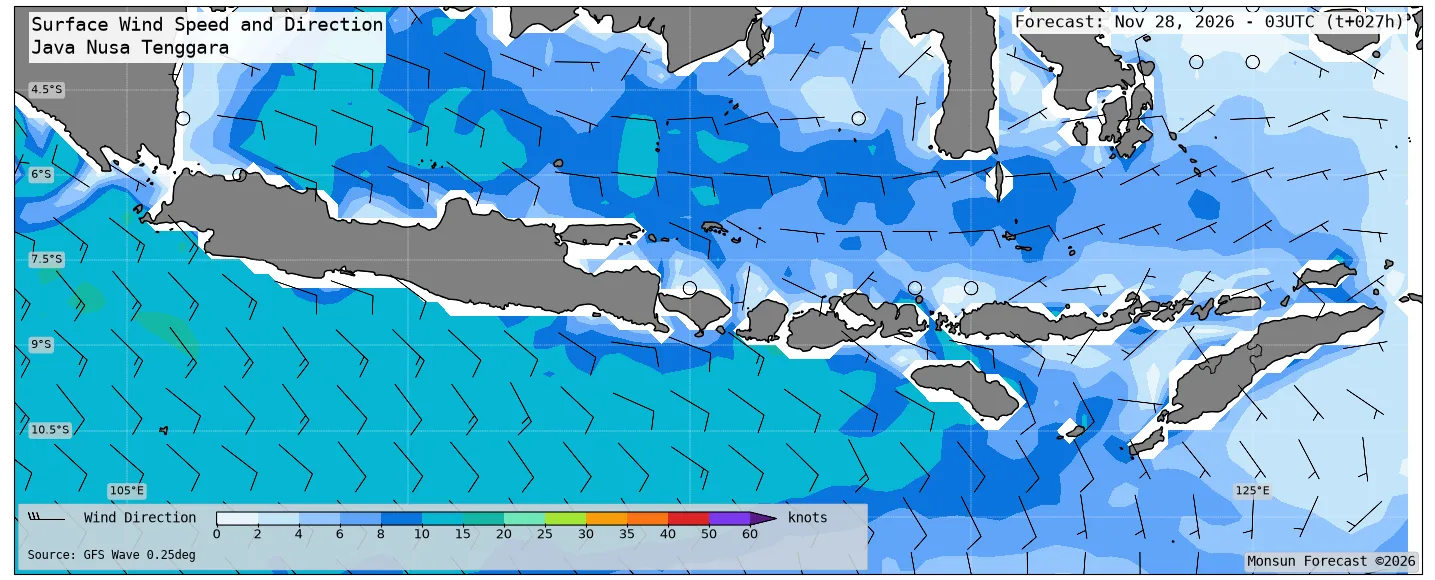 Surface Wind Speed and Direction
Java Nusa Tenggara
Forecast: Nov 28, 2026 - 03UTC (t+027h)
4.5°S
6°S
7.5°S
9°S
10.5°S
105°E
125°E
Wind Direction
0 2 4 6 8 10 15 20 25 30 40 50 60
knots
Source: GFS Wave 0.25deg
Monsun Forecast ©2026